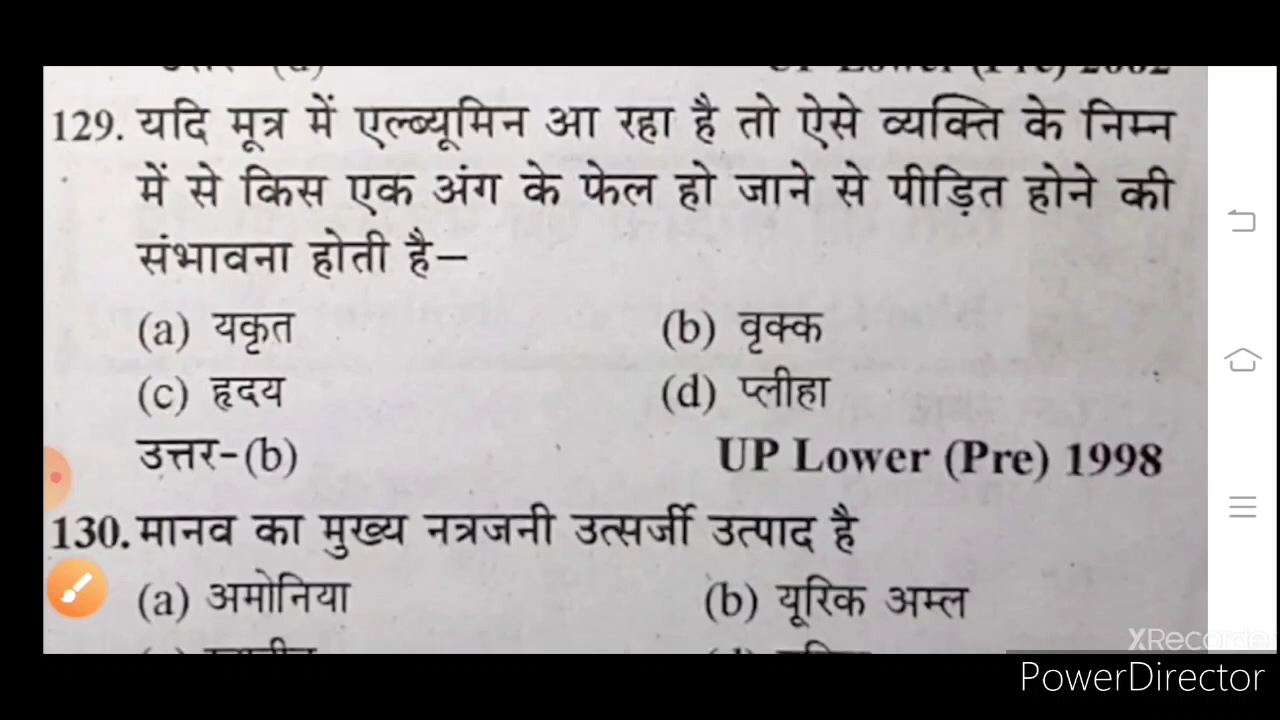 129. यदि मूत्र में एल्ब्यूमिन आ रहा है तो ऐसे व्यक्ति के निम्न
में से किस एक अंग के फेल हो जाने से पीड़ित होने की
संभावना होती है–
(a) यकृत (b) वृक्क
(c) हृदय (d) प्लीहा
उत्तर-(b) UP Lower (Pre) 1998
130. मानव का मुख्य नत्रजनी उत्सर्जी उत्पाद है
(a) अमोनिया (b) यूरिक अम्ल
XRecorder
PowerDirector